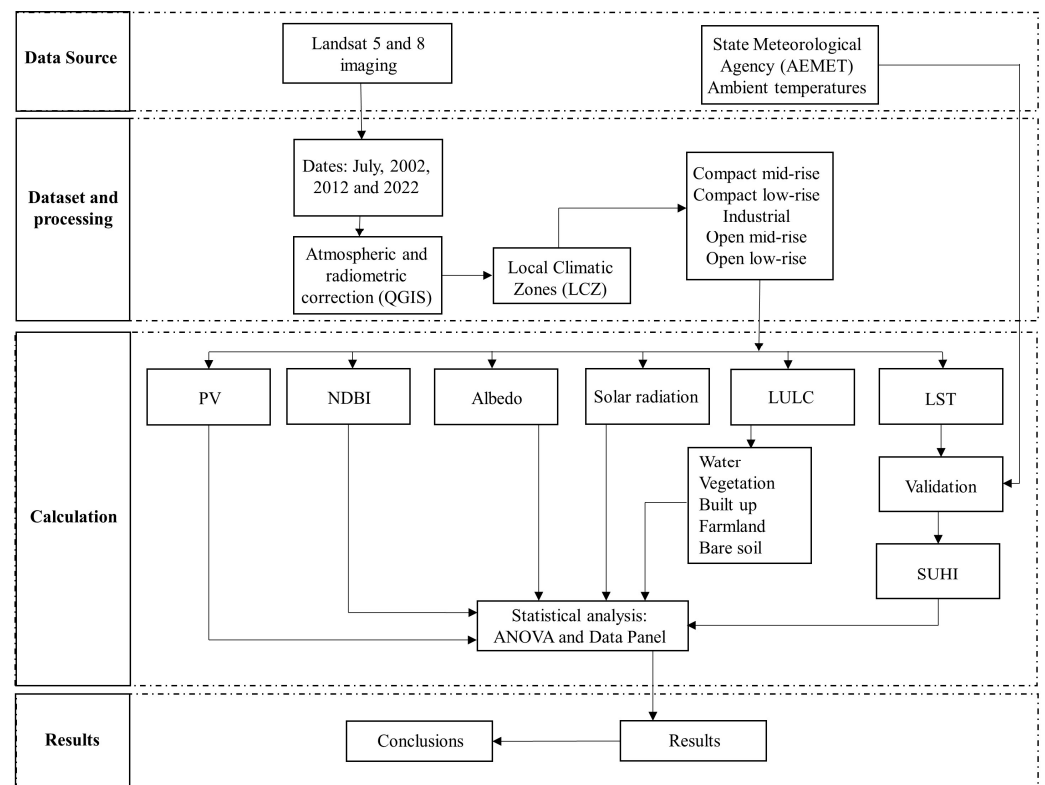 Data Source
Landsat 5 and 8
imaging
State Meteorological
Agency (AEMET)
Ambient temperatures
Dataset and
processing
Dates: July, 2002,
2012 and 2022
Atmospheric and
radiometric
correction (QGIS)
Local Climatic
Zones (LCZ)
Compact mid-rise
Compact low-rise
Industrial
Open mid-rise
Open low-rise
Calculation
PV
NDBI
Albedo
Solar radiation
LULC
LST
Water
Vegetation
Built up
Farmland
Bare soil
Validation
SUHI
Statistical analysis:
ANOVA and Data Panel
Results
Conclusions
Results